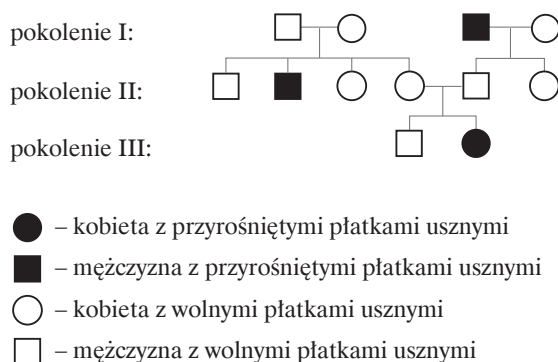 pokolenie I:
pokolenie II:
pokolenie III:
– kobieta z przyrośniętymi płatkami usznymi
– mężczyzna z przyrośniętymi płatkami usznymi
– kobieta z wolnymi płatkami usznymi
– mężczyzna z wolnymi płatkami usznymi